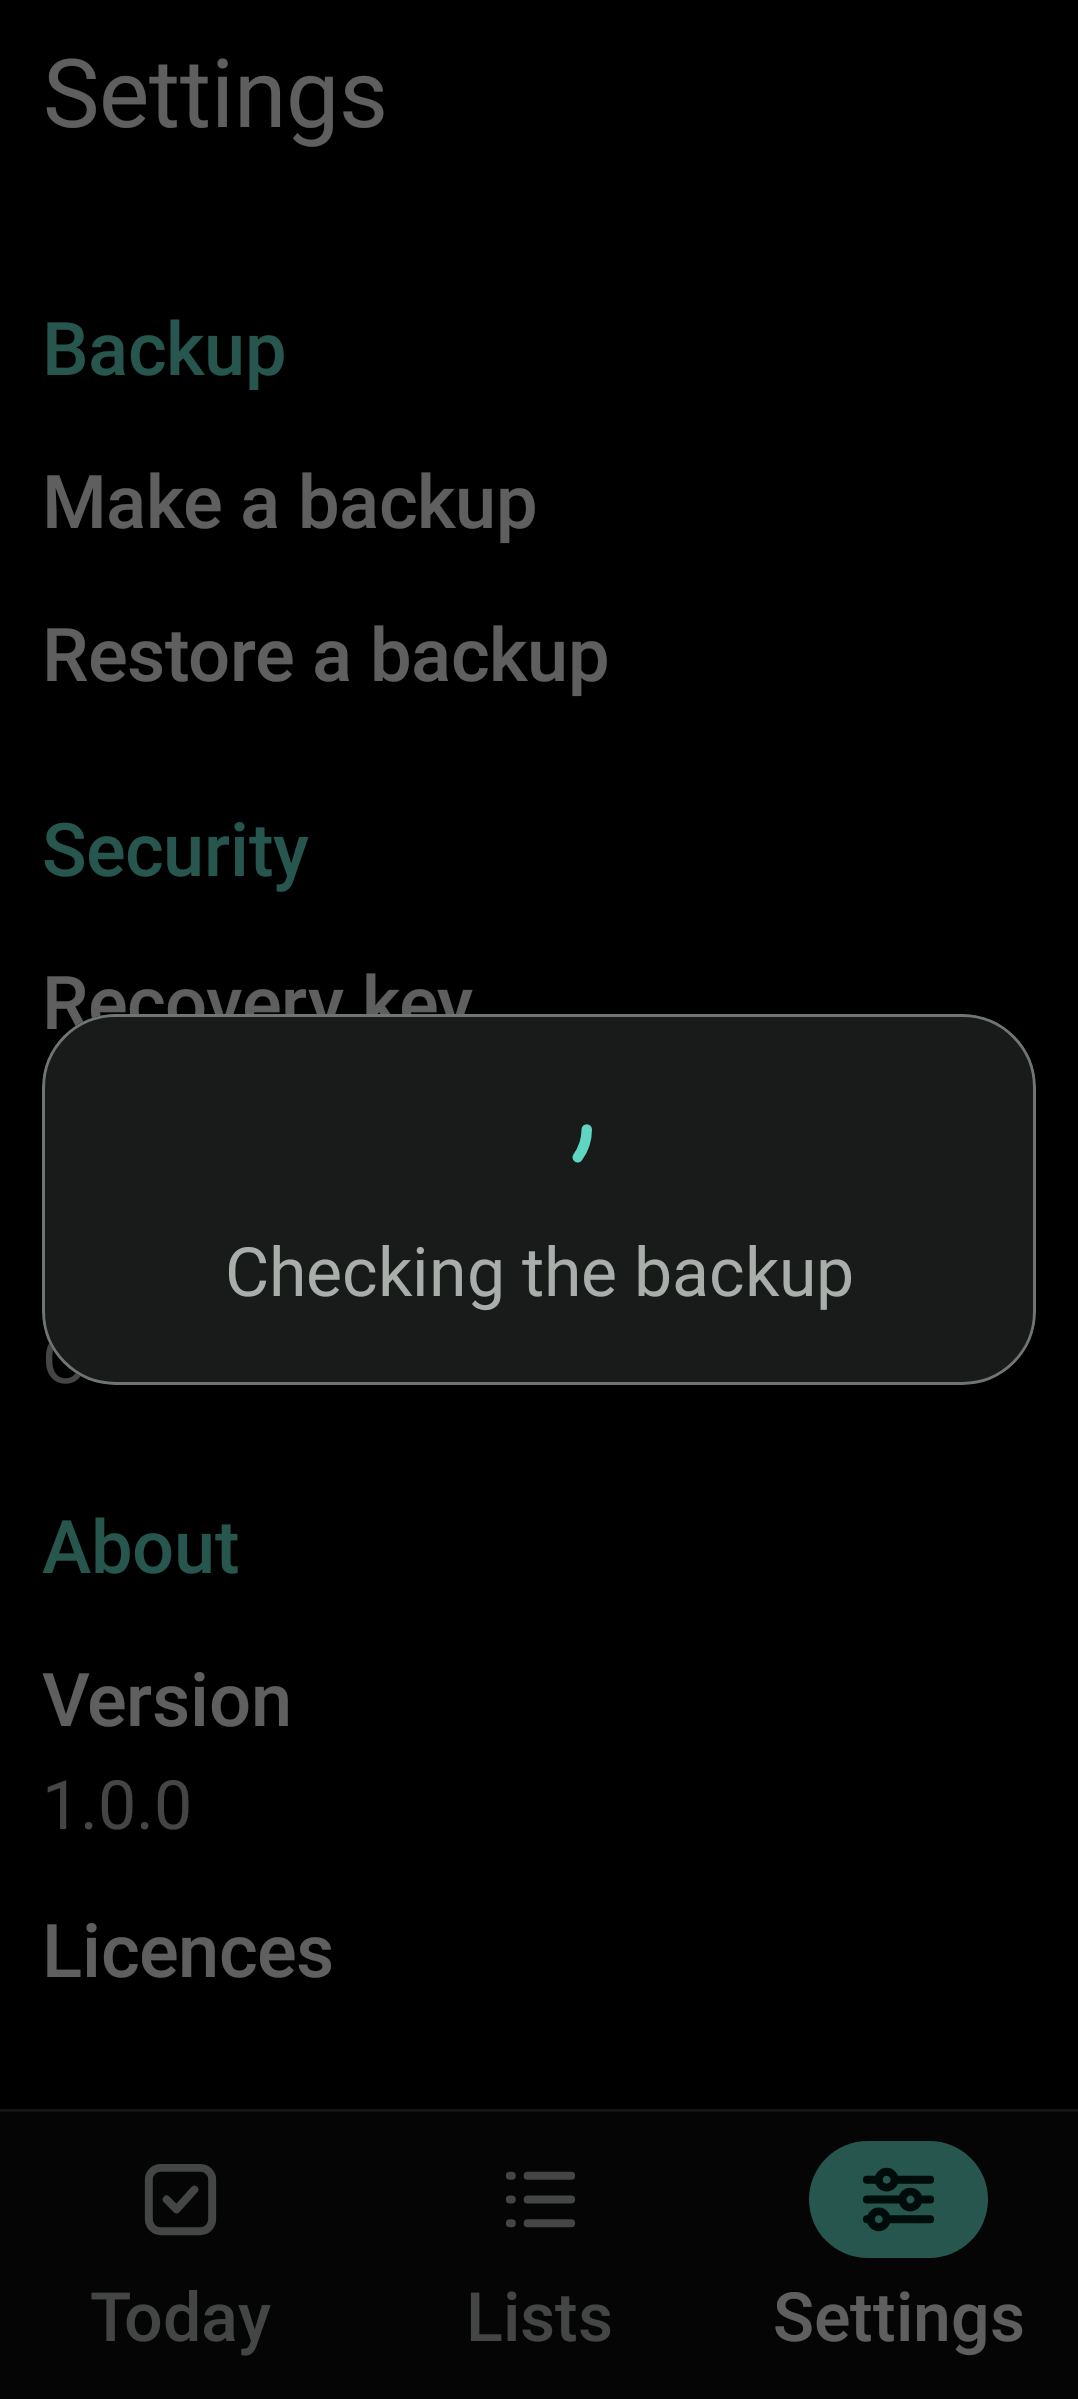 Settings
Backup
Make a backup
Restore a backup
Security
Recovery key
Checking the backup
About
Version
1.0.0
Licences
Today
Lists
Settings